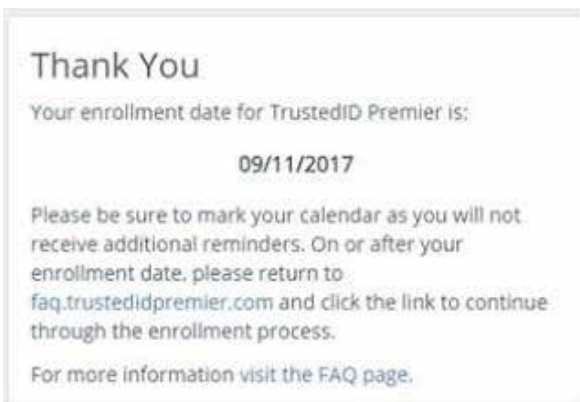 Thank You
Your enrollment date for TrustedID Premier is:
09/11/2017
Please be sure to mark your calendar as you will not
receive additional reminders. On or after your
enrollment date, please return to
faq.trustedidpremier.com and click the link to continue
through the enrollment process.
For more information visit the FAQ page.